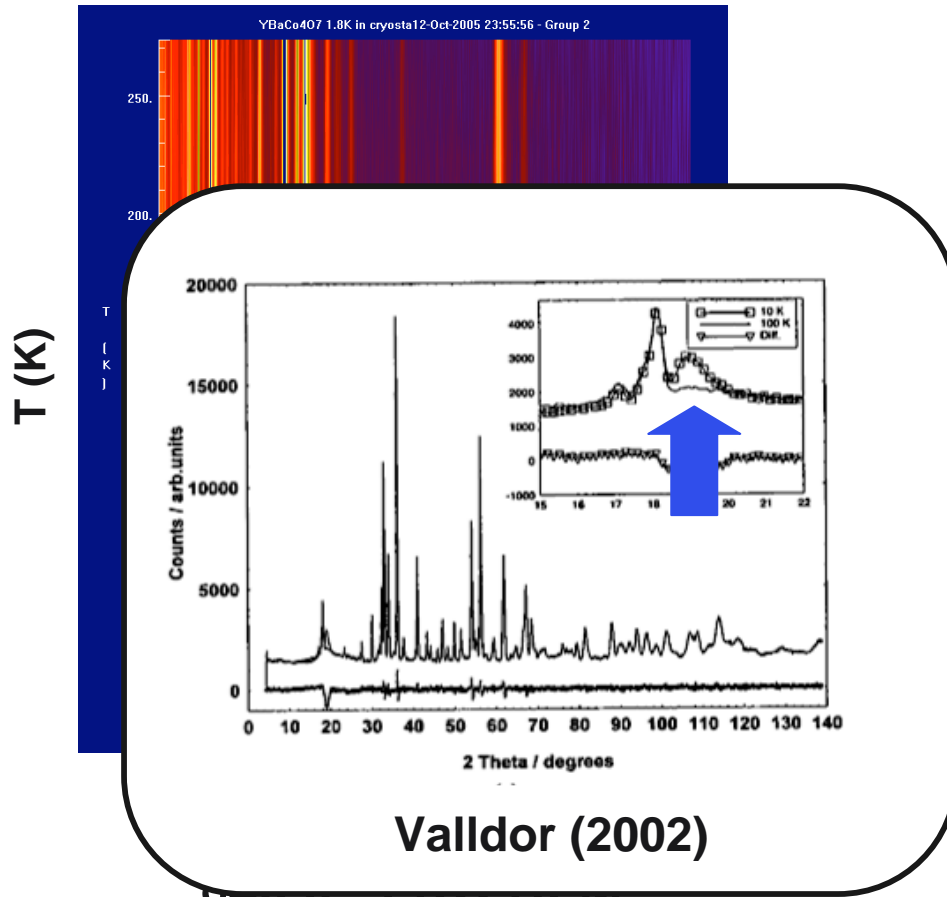 YBaCo4O7 1.8K in cryosta12-Oct-2005 23:55:56 - Group 2
250.
200.
T
(
K
)
T (K)
20000
15000
10000
5000
0
Counts / arb.units
0 10 20 30 40 50 60 70 80 90 100 110 120 130 140
2 Theta / degrees
4000
3000
2000
1000
0
-1000
10 K
100 K
Diff.
15 16 17 18 20 21 22
Valldor (2002)